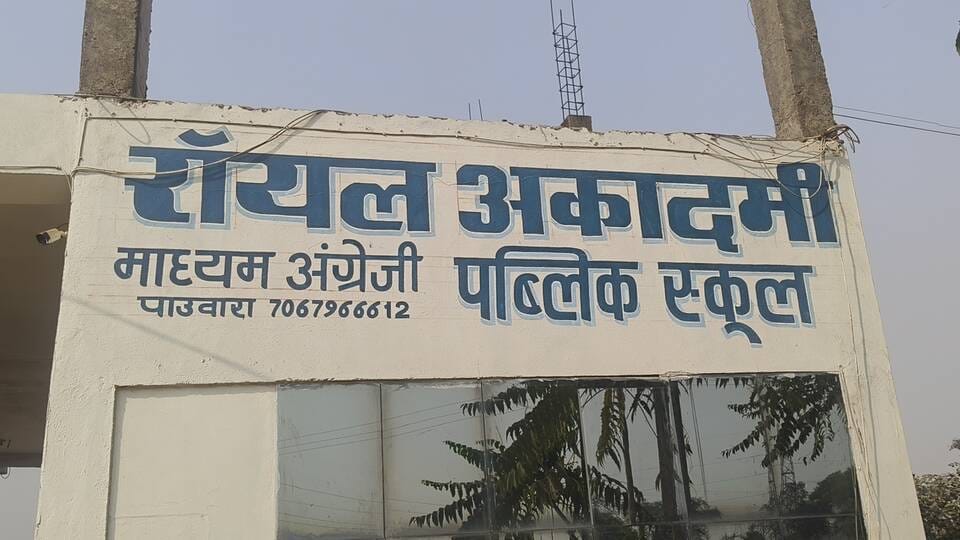 रॉयल अकादमी
माध्यम अंग्रेजी पब्लिक स्कूल
पाउवारा 7067966612